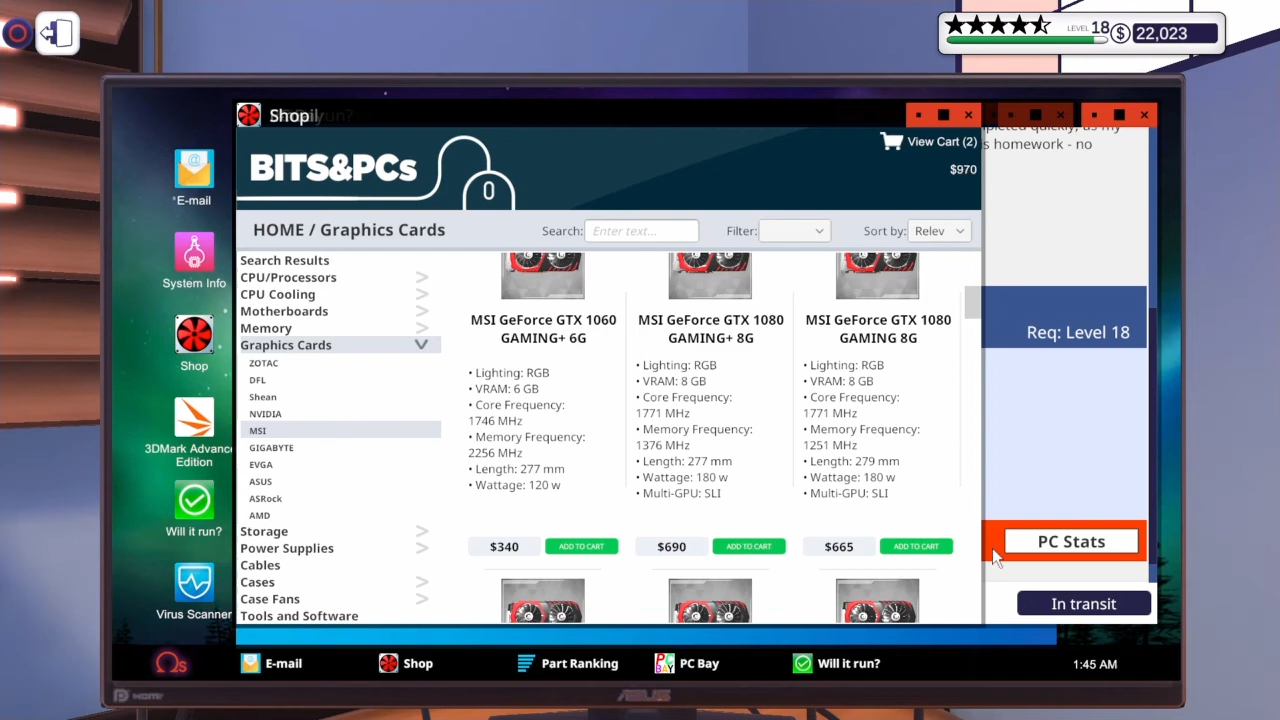 LEVEL 18
$ 22,023
Shop
View Cart (2)
$970
BITS&PCs
HOME / Graphics Cards
Search: Enter text...
Filter:
Sort by: Relev
Search Results
CPU/Processors
CPU Cooling
Motherboards
Memory
Graphics Cards
ZOTAC
DFL
Shean
NVIDIA
MSI
GIGABYTE
EVGA
ASUS
ASRock
AMD
Storage
Power Supplies
Cables
Cases
Case Fans
Tools and Software
MSI GeForce GTX 1060
GAMING+ 6G
• Lighting: RGB
• VRAM: 6 GB
• Core Frequency:
1746 MHz
• Memory Frequency:
2256 MHz
• Length: 277 mm
• Wattage: 120 w
$340
ADD TO CART
MSI GeForce GTX 1080
GAMING+ 8G
• Lighting: RGB
• VRAM: 8 GB
• Core Frequency:
1771 MHz
• Memory Frequency:
1376 MHz
• Length: 277 mm
• Wattage: 180 w
• Multi-GPU: SLI
$690
ADD TO CART
MSI GeForce GTX 1080
GAMING 8G
• Lighting: RGB
• VRAM: 8 GB
• Core Frequency:
1771 MHz
• Memory Frequency:
1251 MHz
• Length: 279 mm
• Wattage: 180 w
• Multi-GPU: SLI
$665
ADD TO CART
quickly, as my
homework - no
Req: Level 18
PC Stats
In transit
E-mail
System Info
Shop
3DMark Advance
Edition
Will it run?
Virus Scanner
E-mail
Shop
Part Ranking
PC Bay
Will it run?
1:45 AM
HDMI
ASUS